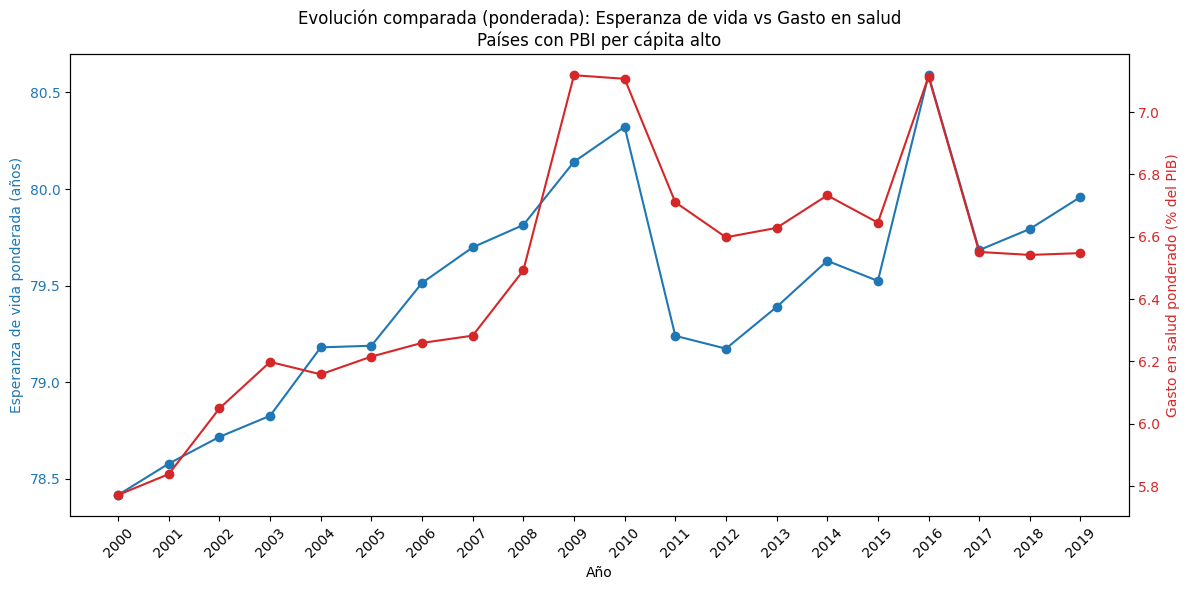 Evolución comparada (ponderada): Esperanza de vida vs Gasto en salud
Países con PBI per cápita alto
Esperanza de vida ponderada (años)
80.5
80.0
79.5
79.0
78.5
7.0
6.8
6.6
6.4
6.2
6.0
5.8
Gasto en salud ponderado (% del PIB)
2000 2001 2002 2003 2004 2005 2006 2007 2008 2009 2010 2011 2012 2013 2014 2015 2016 2017 2018 2019
Año